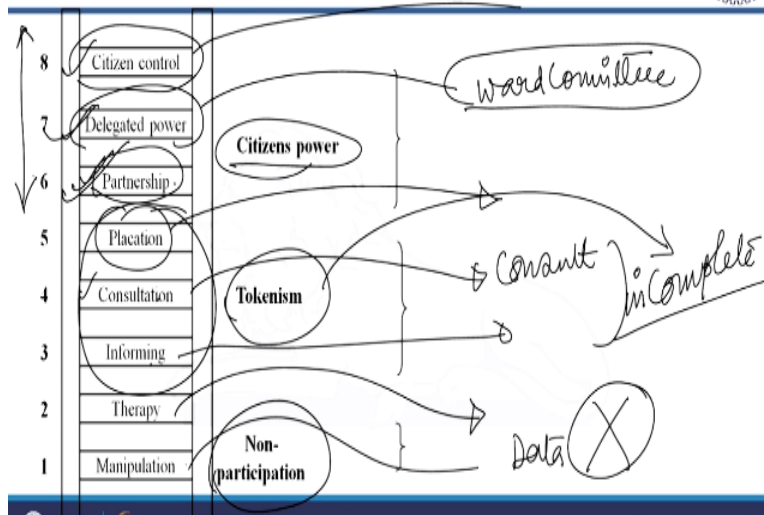 8 Citizen control
ward Committee
7 Delegated power
Citizens power
6 Partnership
5 Placation
Consult
incomplete
4 Consultation Tokenism
3 Informing
2 Therapy
Non-
participation
Data X
1 Manipulation